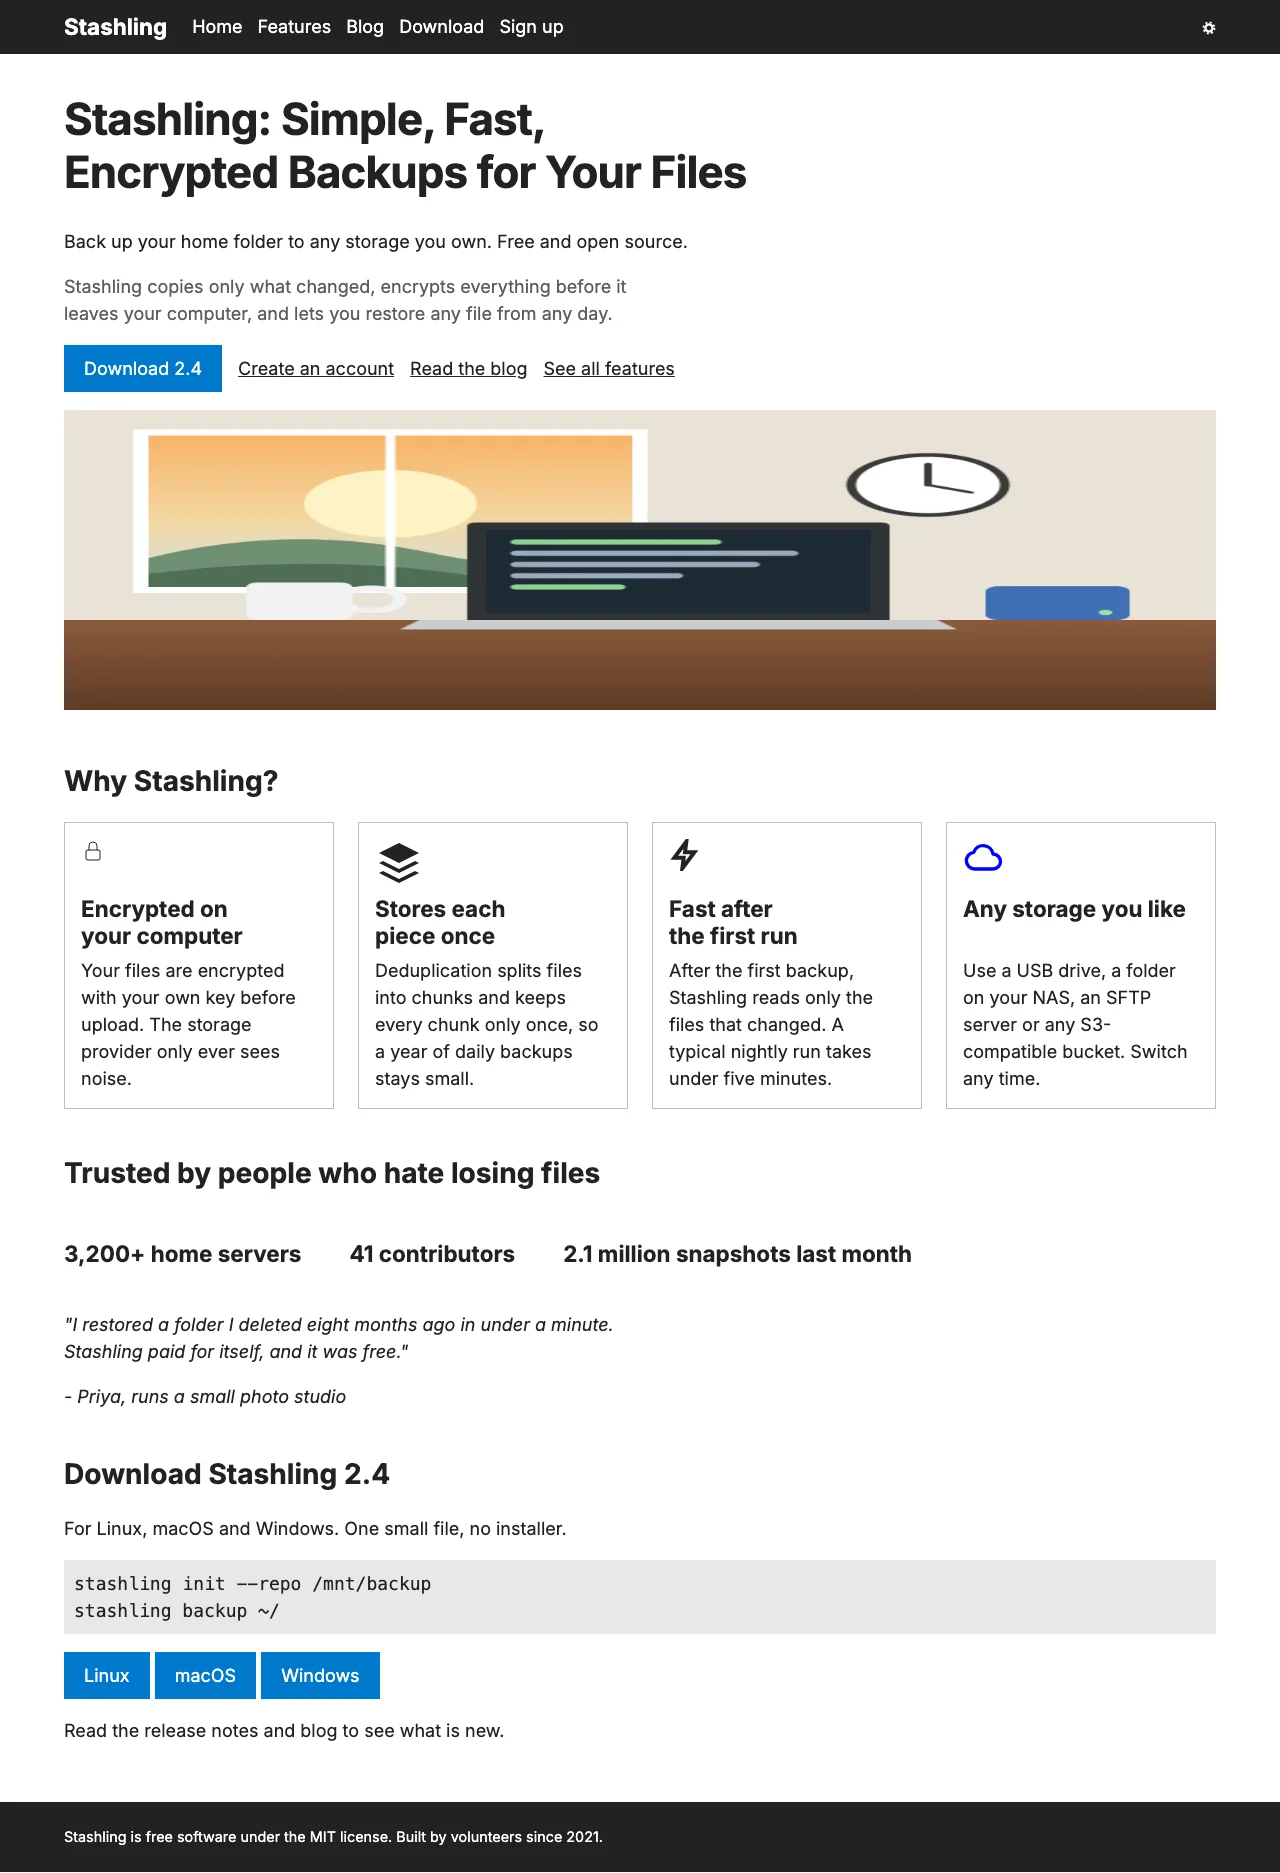 Stashling Home Features Blog Download Sign up
Stashling: Simple, Fast,
Encrypted Backups for Your Files
Back up your home folder to any storage you own. Free and open source.
Stashling copies only what changed, encrypts everything before it
leaves your computer, and lets you restore any file from any day.
Download 2.4 Create an account Read the blog See all features
Why Stashling?
Encrypted on
your computer
Your files are encrypted
with your own key before
upload. The storage
provider only ever sees
noise.
Stores each
piece once
Deduplication splits files
into chunks and keeps
every chunk only once, so
a year of daily backups
stays small.
Fast after
the first run
After the first backup,
Stashling reads only the
files that changed. A
typical nightly run takes
under five minutes.
Any storage you like
Use a USB drive, a folder
on your NAS, an SFTP
server or any S3-
compatible bucket. Switch
any time.
Trusted by people who hate losing files
3,200+ home servers 41 contributors 2.1 million snapshots last month
"I restored a folder I deleted eight months ago in under a minute.
Stashling paid for itself, and it was free."
- Priya, runs a small photo studio
Download Stashling 2.4
For Linux, macOS and Windows. One small file, no installer.
stashling init --repo /mnt/backup
stashling backup ~/
Linux macOS Windows
Read the release notes and blog to see what is new.
Stashling is free software under the MIT license. Built by volunteers since 2021.